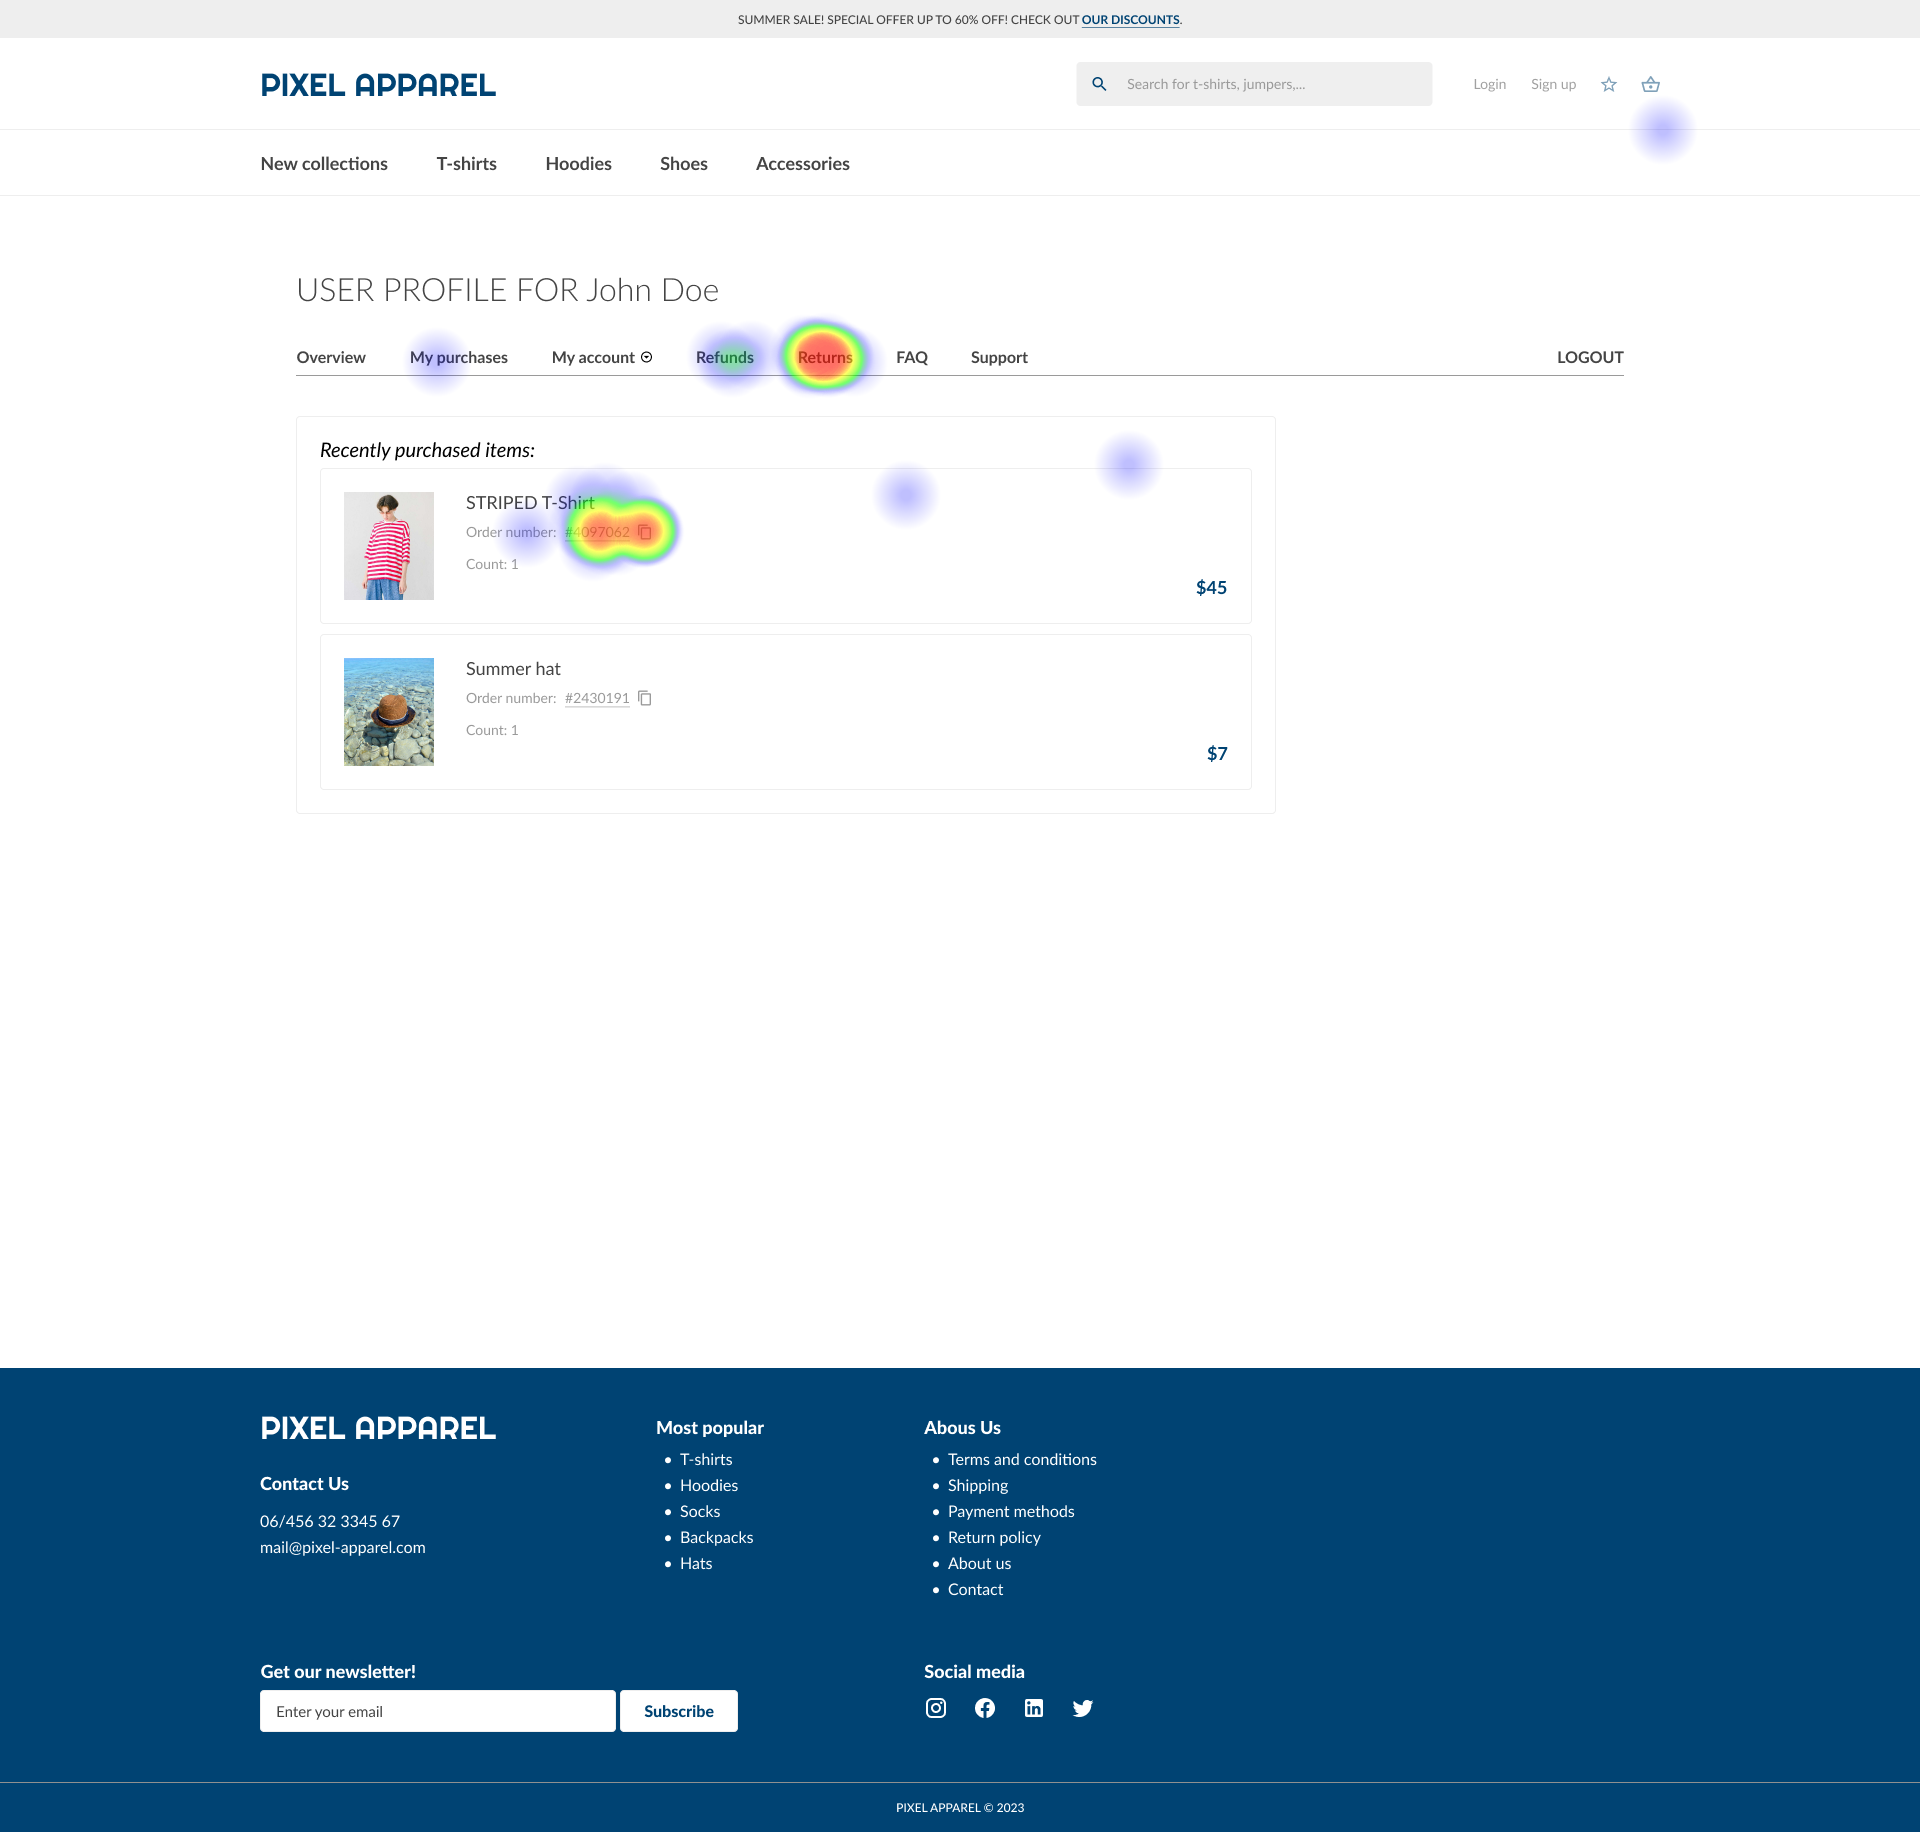 SUMMER SALE! SPECIAL OFFER UP TO 60% OFF! CHECK OUT OUR DISCOUNTS.
PIXEL APPAREL
Search for t-shirts, jumpers,...
Login Sign up
New collections T-shirts Hoodies Shoes Accessories
USER PROFILE FOR John Doe
Overview My purchases My account Refunds Returns FAQ Support LOGOUT
Recently purchased items:
STRIPED T-Shirt
Order number: #4097062
Count: 1
$45
Summer hat
Order number: #2430191
Count: 1
$7
PIXEL APPAREL
Contact Us
06/456 32 3345 67
mail@pixel-apparel.com
Most popular
• T-shirts
• Hoodies
• Socks
• Backpacks
• Hats
Abous Us
• Terms and conditions
• Shipping
• Payment methods
• Return policy
• About us
• Contact
Get our newsletter!
Enter your email
Subscribe
Social media
PIXEL APPAREL © 2023